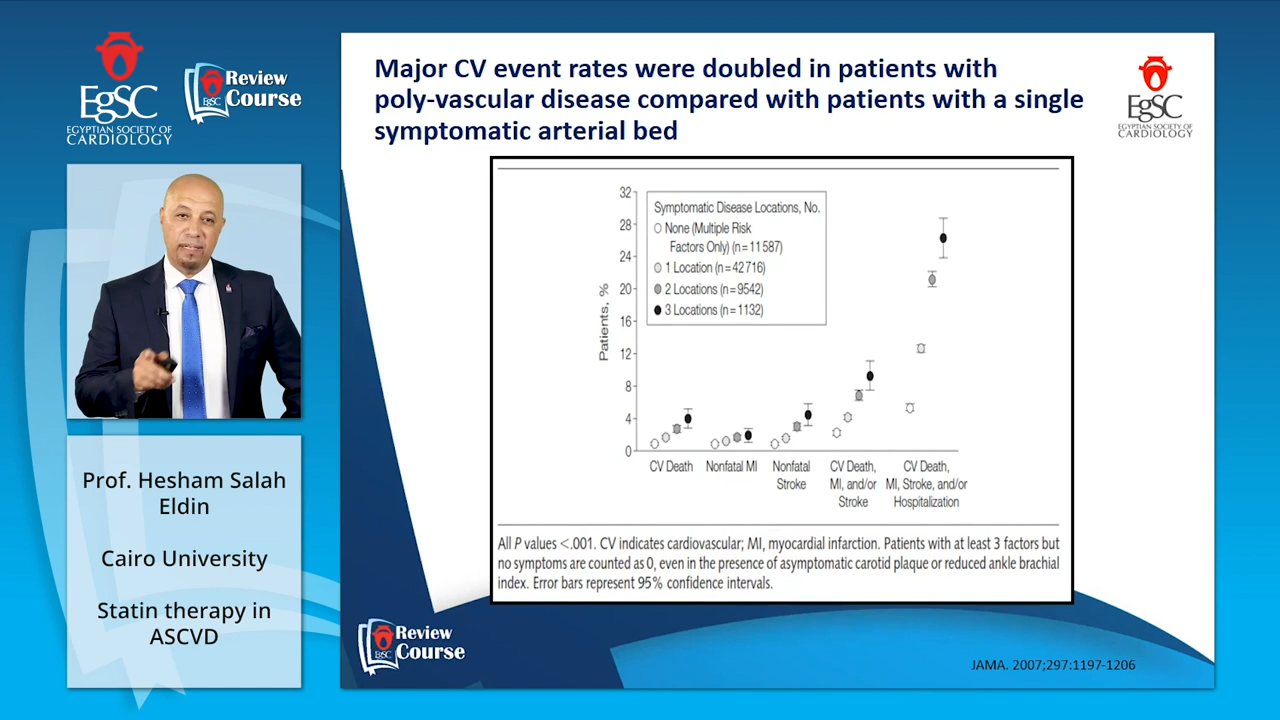 EgSC
EGYPTIAN SOCIETY OF
CARDIOLOGY
EgSC
Review
Course
Prof. Hesham Salah
Eldin
Cairo University
Statin therapy in
ASCVD
Major CV event rates were doubled in patients with
poly-vascular disease compared with patients with a single
symptomatic arterial bed
EgSC
EGYPTIAN SOCIETY OF
CARDIOLOGY
Patients, %
32
28
24
20
16
12
8
4
0
Symptomatic Disease Locations, No.
None (Multiple Risk
Factors Only) (n = 11 587)
1 Location (n = 42 716)
2 Locations (n = 9542)
3 Locations (n = 1132)
CV Death
Nonfatal MI
Nonfatal
Stroke
CV Death,
MI, and/or
Stroke
CV Death,
MI, Stroke, and/or
Hospitalization
All P values <.001. CV indicates cardiovascular; MI, myocardial infarction. Patients with at least 3 factors but
no symptoms are counted as 0, even in the presence of asymptomatic carotid plaque or reduced ankle brachial
index. Error bars represent 95% confidence intervals.
EgSC
Review
Course
JAMA. 2007;297:1197-1206